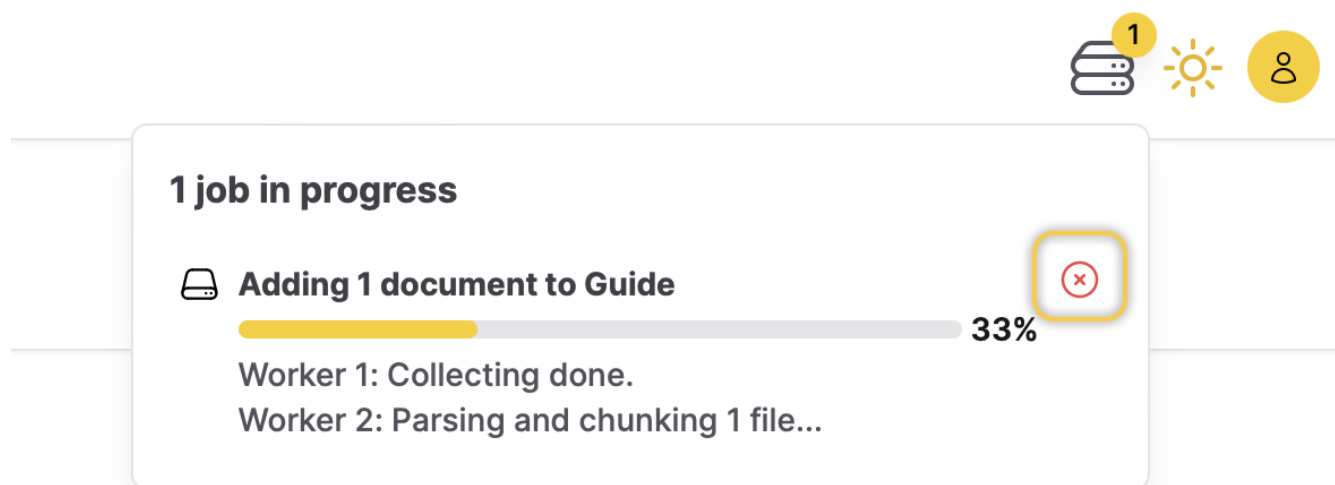 1
1 job in progress
Adding 1 document to Guide
33%
Worker 1: Collecting done.
Worker 2: Parsing and chunking 1 file...